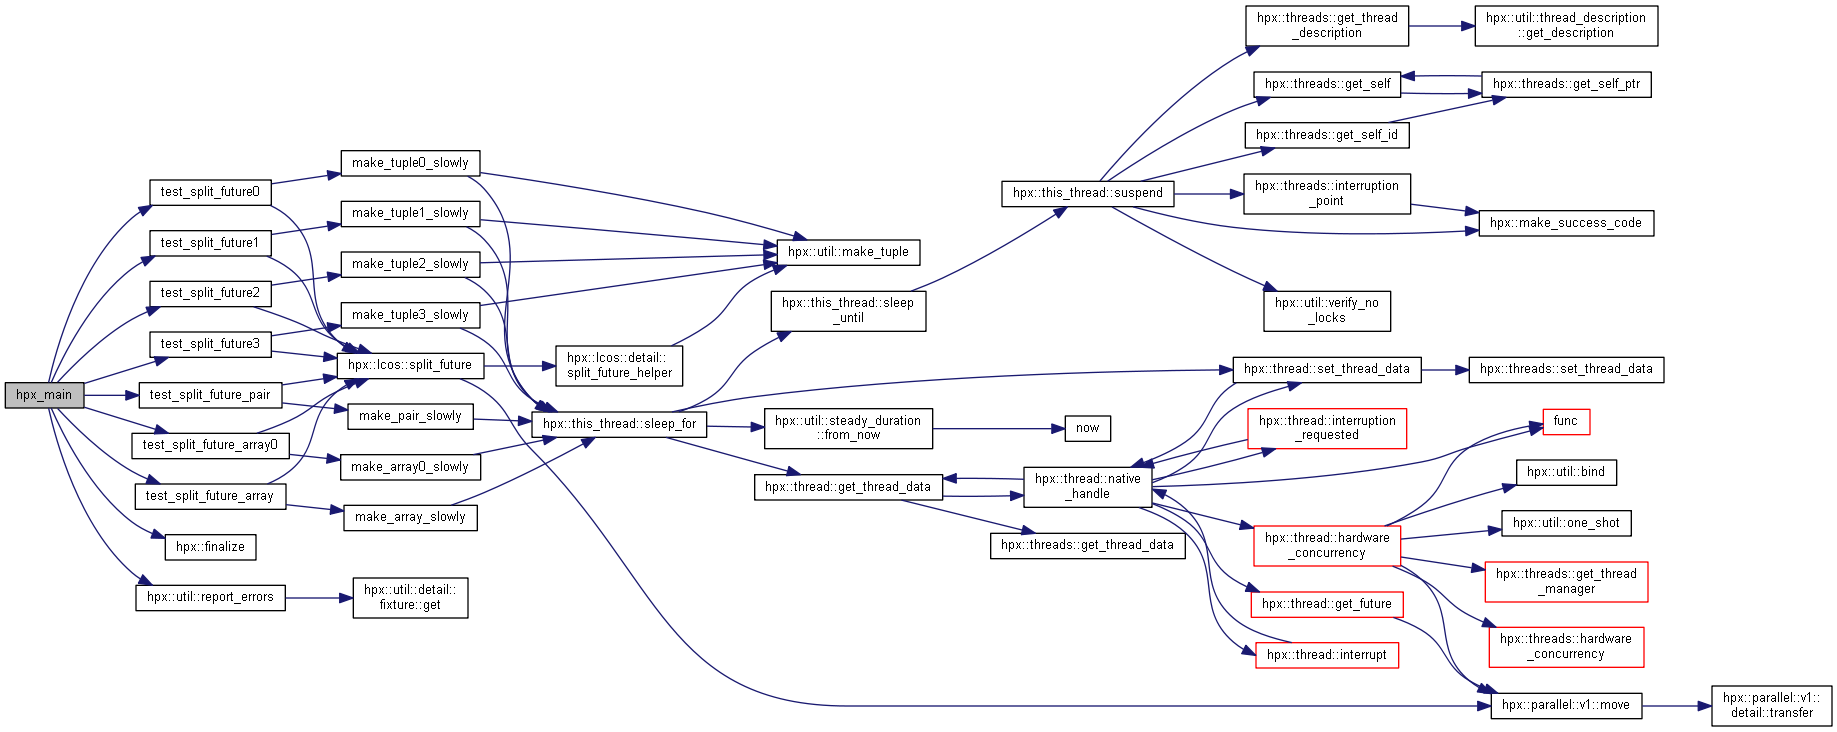 hpx_main
test_split_future0
test_split_future1
test_split_future2
test_split_future3
test_split_future_pair
test_split_future_array0
test_split_future_array
hpx::finalize
hpx::util::report_errors
make_tuple0_slowly
make_tuple1_slowly
make_tuple2_slowly
make_tuple3_slowly
hpx::lcos::split_future
make_pair_slowly
make_array0_slowly
make_array_slowly
hpx::util::detail::
fixture::get
hpx::lcos::detail::
split_future_helper
hpx::this_thread::sleep_for
hpx::util::make_tuple
hpx::this_thread::sleep
_until
hpx::util::steady_duration
::from_now
hpx::thread::get_thread_data
hpx::this_thread::suspend
now
hpx::thread::native
_handle
hpx::threads::get_thread_data
hpx::threads::get_thread
_description
hpx::threads::get_self
hpx::threads::get_self_id
hpx::threads::interruption
_point
hpx::util::verify_no
_locks
hpx::thread::set_thread_data
hpx::thread::interruption
_requested
hpx::thread::hardware
_concurrency
hpx::thread::get_future
hpx::thread::interrupt
hpx::util::thread_description
::get_description
hpx::threads::get_self_ptr
hpx::make_success_code
hpx::threads::set_thread_data
func
hpx::util::bind
hpx::util::one_shot
hpx::threads::get_thread
_manager
hpx::threads::hardware
_concurrency
hpx::parallel::v1::move
hpx::parallel::v1::
detail::transfer